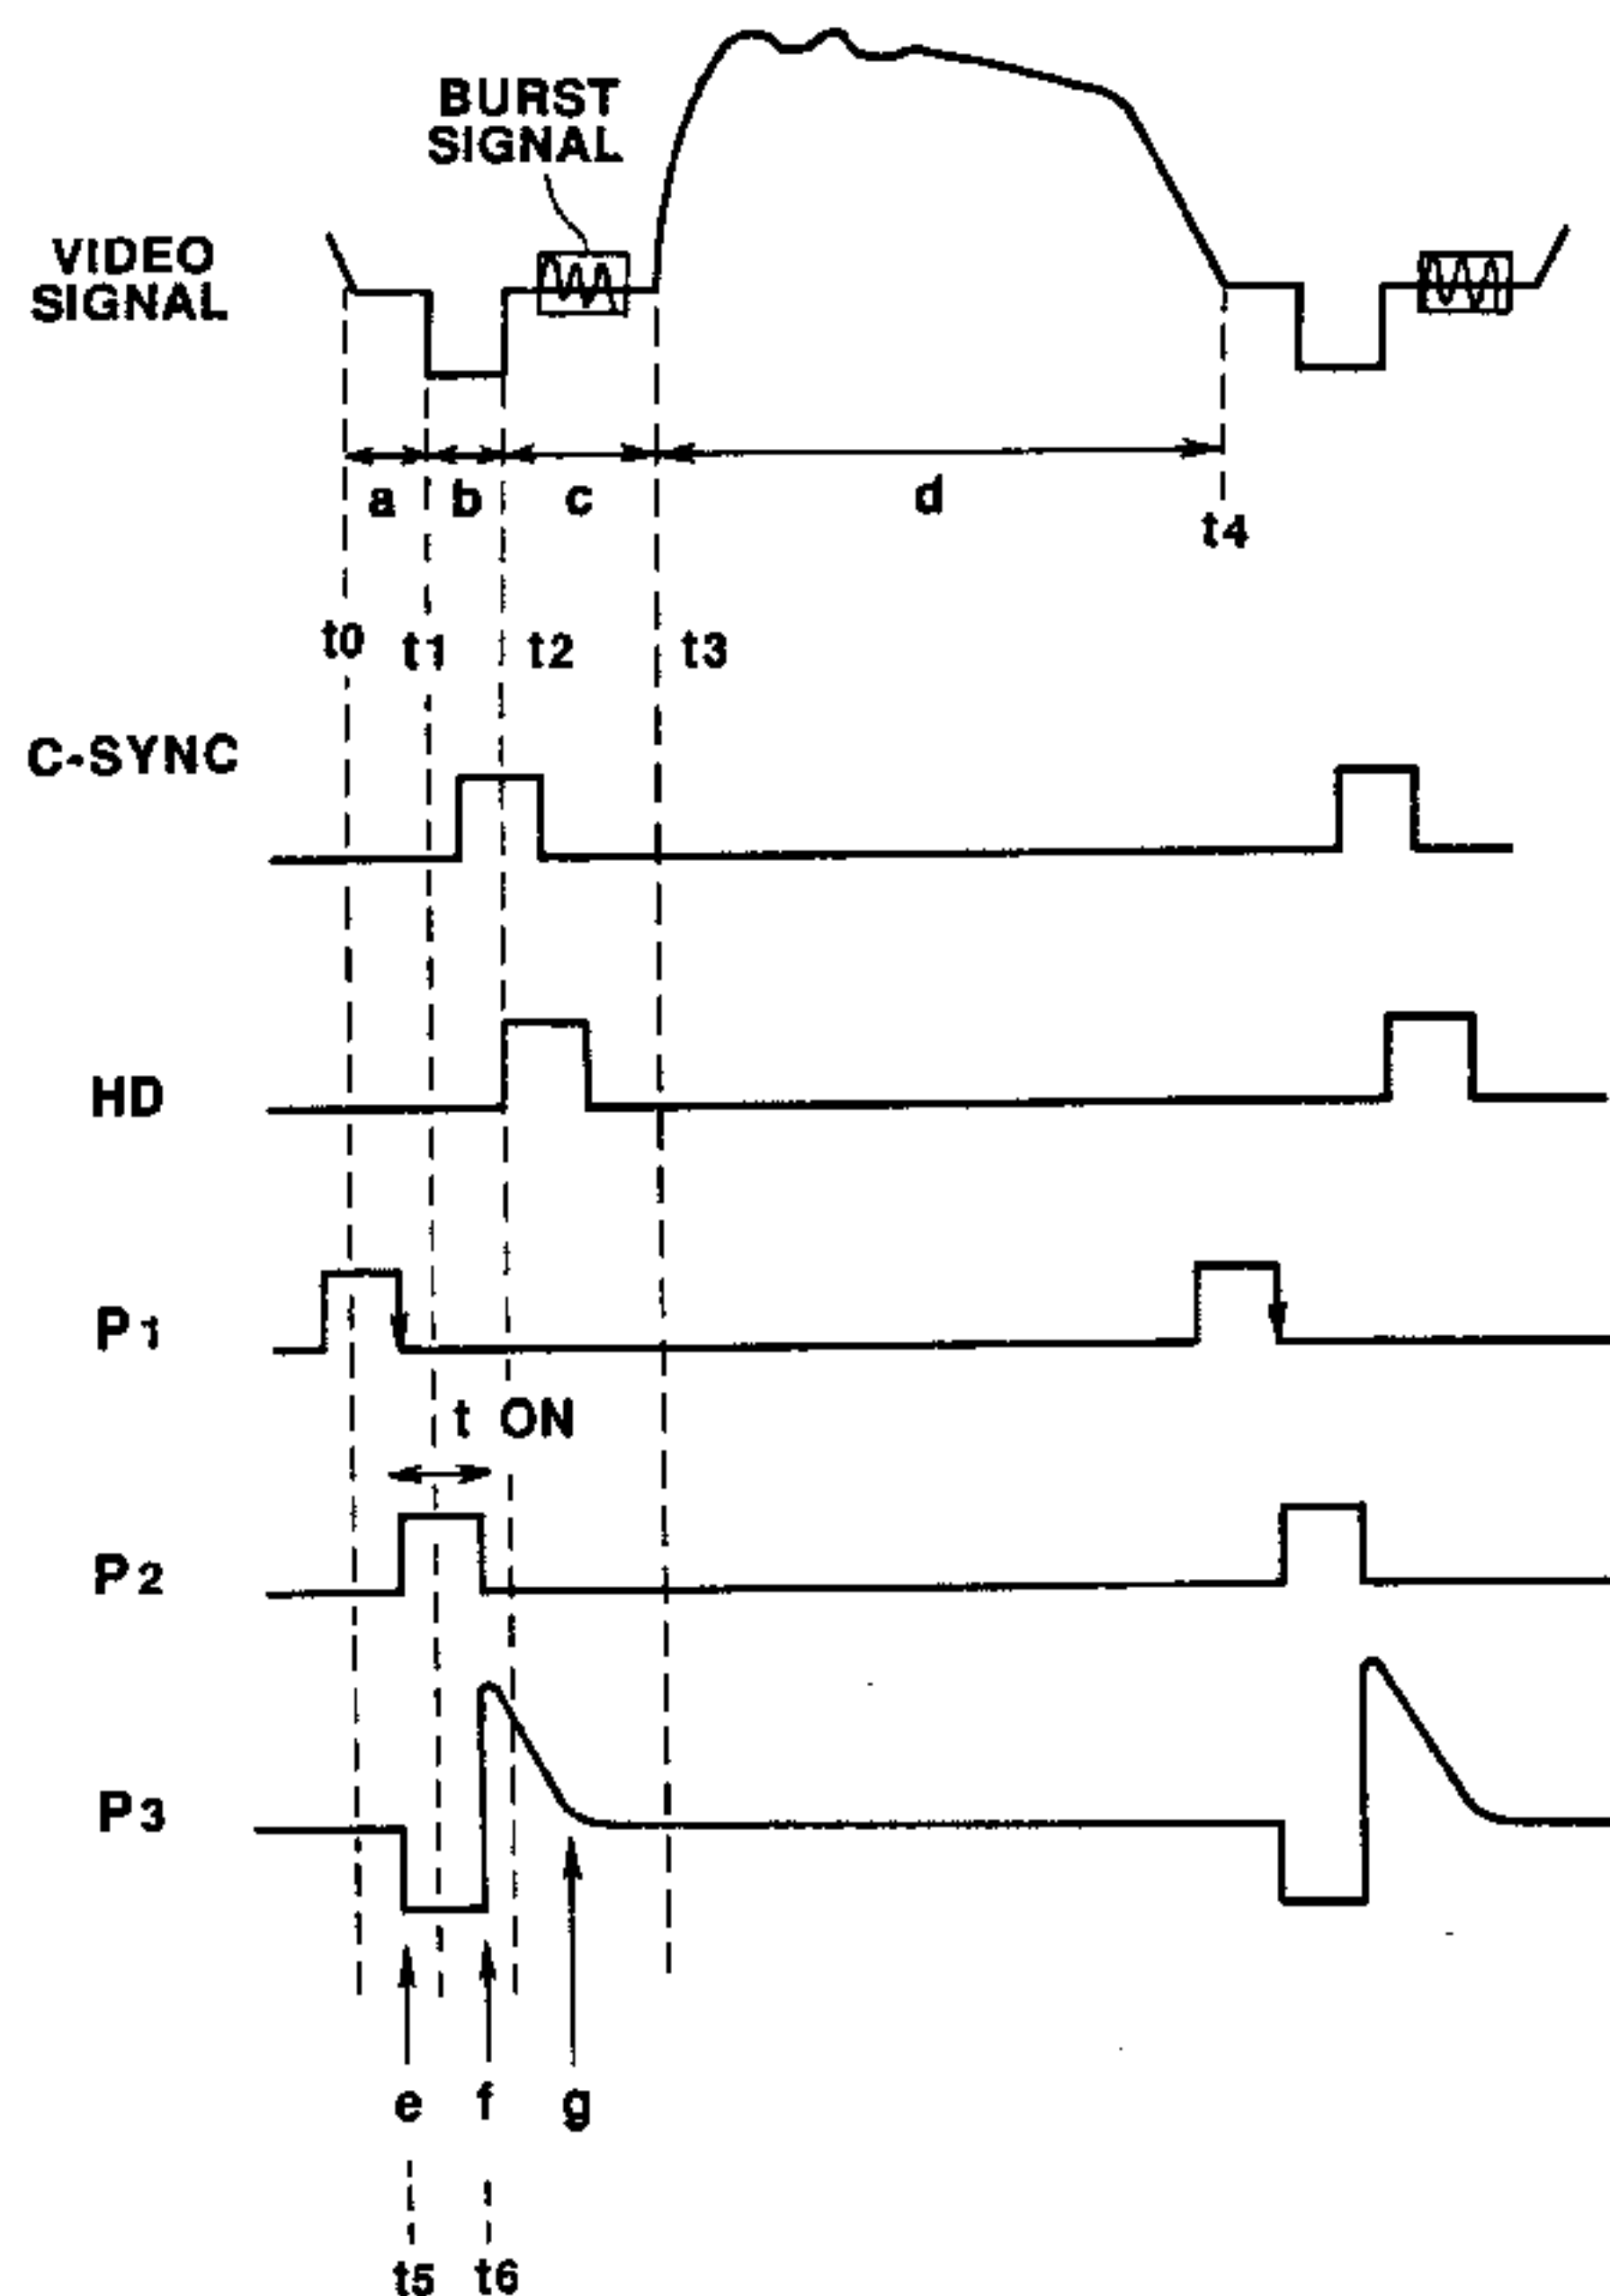 BURST
SIGNAL
VIDEO
SIGNAL
a b c d
t4
t0 t1 t2 t3
C-SYNC
HD
P1
t ON
P2
P3
e f g
t5 t6